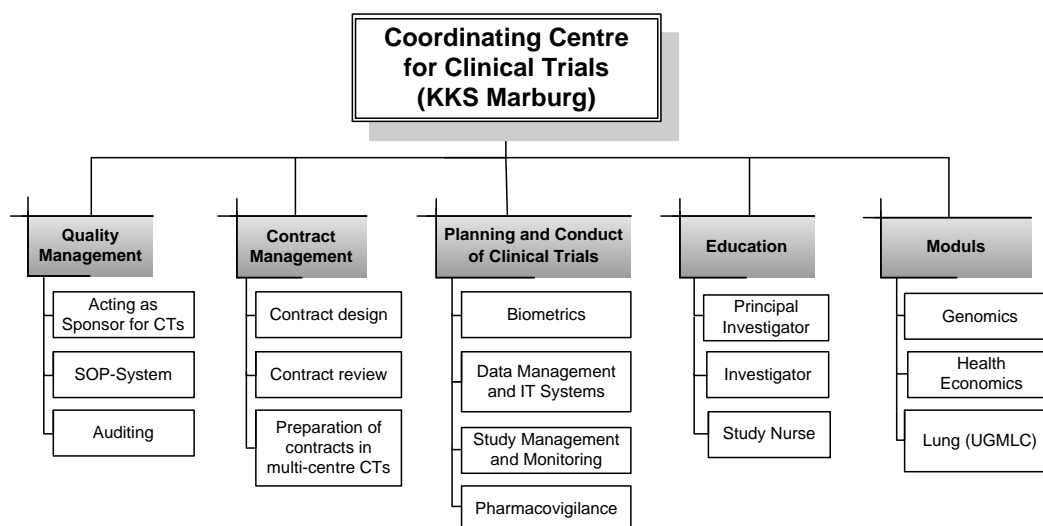 Coordinating Centre
for Clinical Trials
(KKS Marburg)
Quality
Management
Acting as
Sponsor for CTs
SOP-System
Auditing
Contract
Management
Contract design
Contract review
Preparation of
contracts in
multi-centre CTs
Planning and Conduct
of Clinical Trials
Biometrics
Data Management
and IT Systems
Study Management
and Monitoring
Pharmacovigilance
Education
Principal
Investigator
Investigator
Study Nurse
Moduls
Genomics
Health
Economics
Lung (UGMLC)